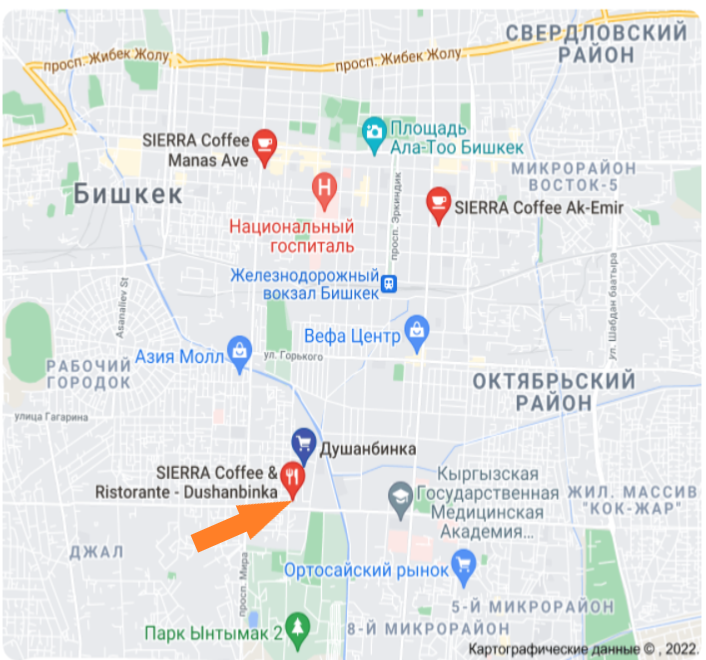 СВЕРДЛОВСКИЙ
РАЙОН
просп. Жибек Жолу
просп. Жибек Жолу
SIERRA Coffee
Manas Ave
Площадь
Ала-Тоо Бишкек
МИКРОРАЙОН
ВОСТОК-5
Бишкек
H
SIERRA Coffee Ak-Emir
Национальный
госпиталь
просп. Эркиндик
Железнодорожный
вокзал Бишкек
Asanaliev St
ул. Шабдан баатыра
Вефа Центр
Азия Молл
ул. Горького
РАБОЧИЙ
ГОРОДОК
ОКТЯБРЬСКИЙ
РАЙОН
улица Гагарина
Душанбинка
SIERRA Coffee &
Ristorante - Dushanbinka
Кыргызская
Государственная
Медицинская
Академия...
ЖИЛ. МАССИВ
"КОК-ЖАР"
ДЖАЛ
просп. Мира
Ортосайский рынок
5-Й МИКРОРАЙОН
8-Й МИКРОРАЙОН
Парк Ынтымак 2
Картографические данные © , 2022.